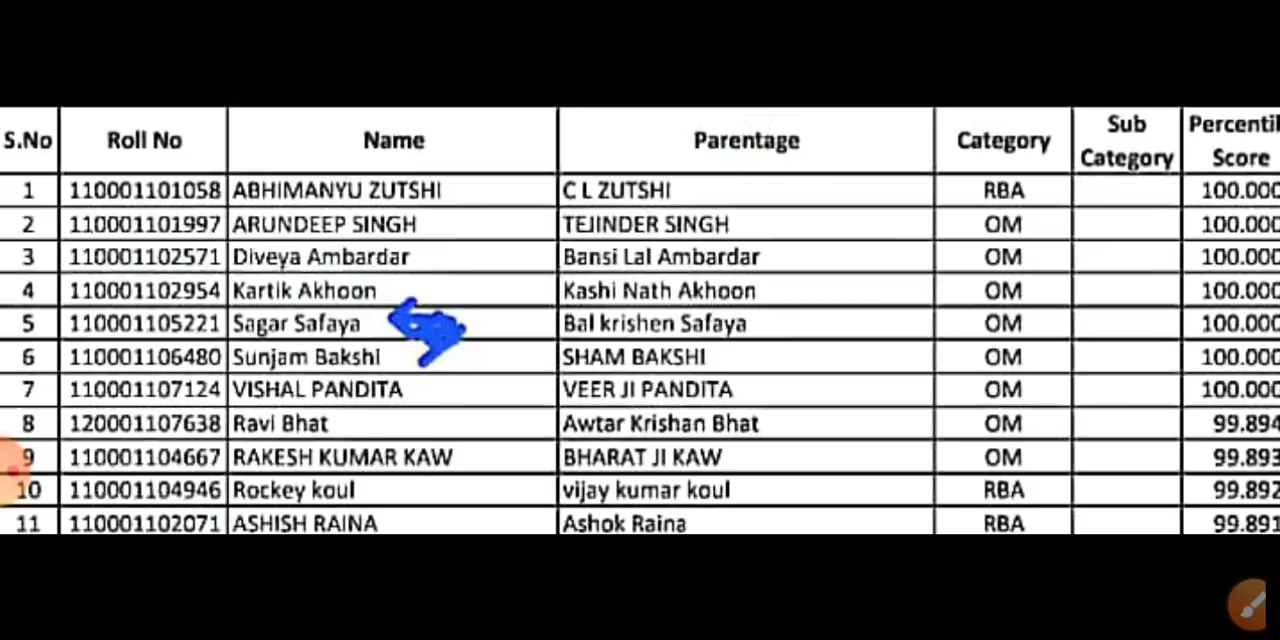 S.No Roll No Name Parentage Category Sub Category Percentil Score
1 110001101058 ABHIMANYU ZUTSHI C L ZUTSHI RBA 100.000
2 110001101997 ARUNDEEP SINGH TEJINDER SINGH OM 100.000
3 110001102571 Diveya Ambardar Bansi Lal Ambardar OM 100.000
4 110001102954 Kartik Akhoon Kashi Nath Akhoon OM 100.000
5 110001105221 Sagar Safaya Bal krishen Safaya OM 100.000
6 110001106480 Sunjam Bakshi SHAM BAKSHI OM 100.000
7 110001107124 VISHAL PANDITA VEER JI PANDITA OM 100.000
8 120001107638 Ravi Bhat Awtar Krishan Bhat OM 99.894
9 110001104667 RAKESH KUMAR KAW BHARAT JI KAW OM 99.893
10 110001104946 Rockey koul vijay kumar koul RBA 99.892
11 110001102071 ASHISH RAINA Ashok Raina RBA 99.891